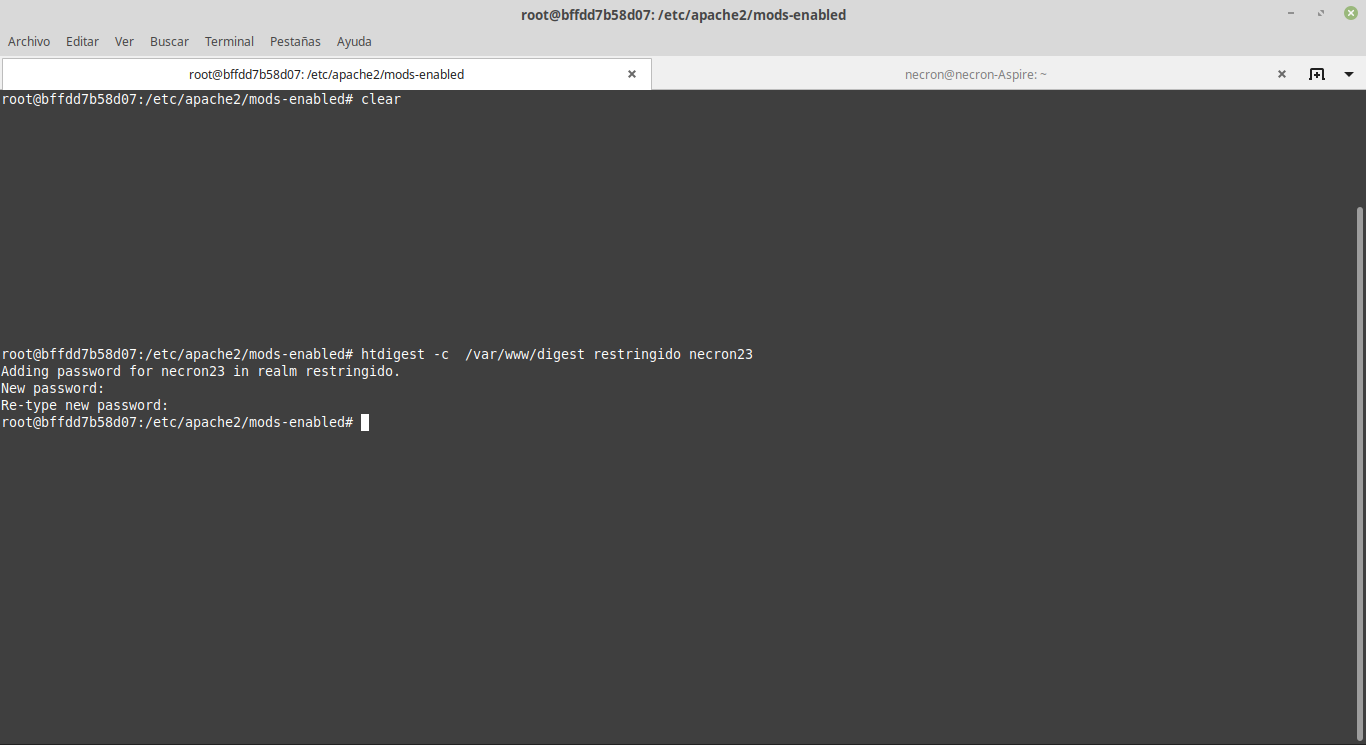 root@bffdd7b58d07: /etc/apache2/mods-enabled
Archivo Editar Ver Buscar Terminal Pestañas Ayuda
root@bffdd7b58d07: /etc/apache2/mods-enabled necron@necron-Aspire: ~
root@bffdd7b58d07:/etc/apache2/mods-enabled# clear
root@bffdd7b58d07:/etc/apache2/mods-enabled# htdigest -c  /var/www/digest restringido necron23
Adding password for necron23 in realm restringido.
New password:
Re-type new password:
root@bffdd7b58d07:/etc/apache2/mods-enabled#